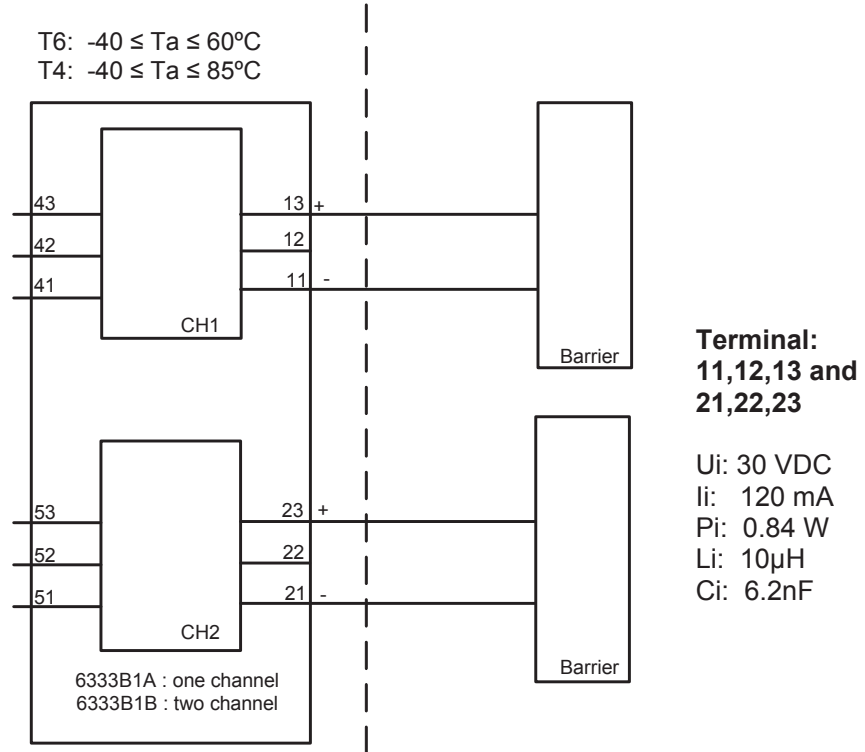 T6: -40 ≤ Ta ≤ 60ºC
T4: -40 ≤ Ta ≤ 85ºC
43
42
41
13 +
12
11 -
CH1
Barrier
53
52
51
23 +
22
21 -
CH2
Barrier
6333B1A : one channel
6333B1B : two channel
Terminal:
11,12,13 and
21,22,23
Ui: 30 VDC
Ii: 120 mA
Pi: 0.84 W
Li: 10µH
Ci: 6.2nF